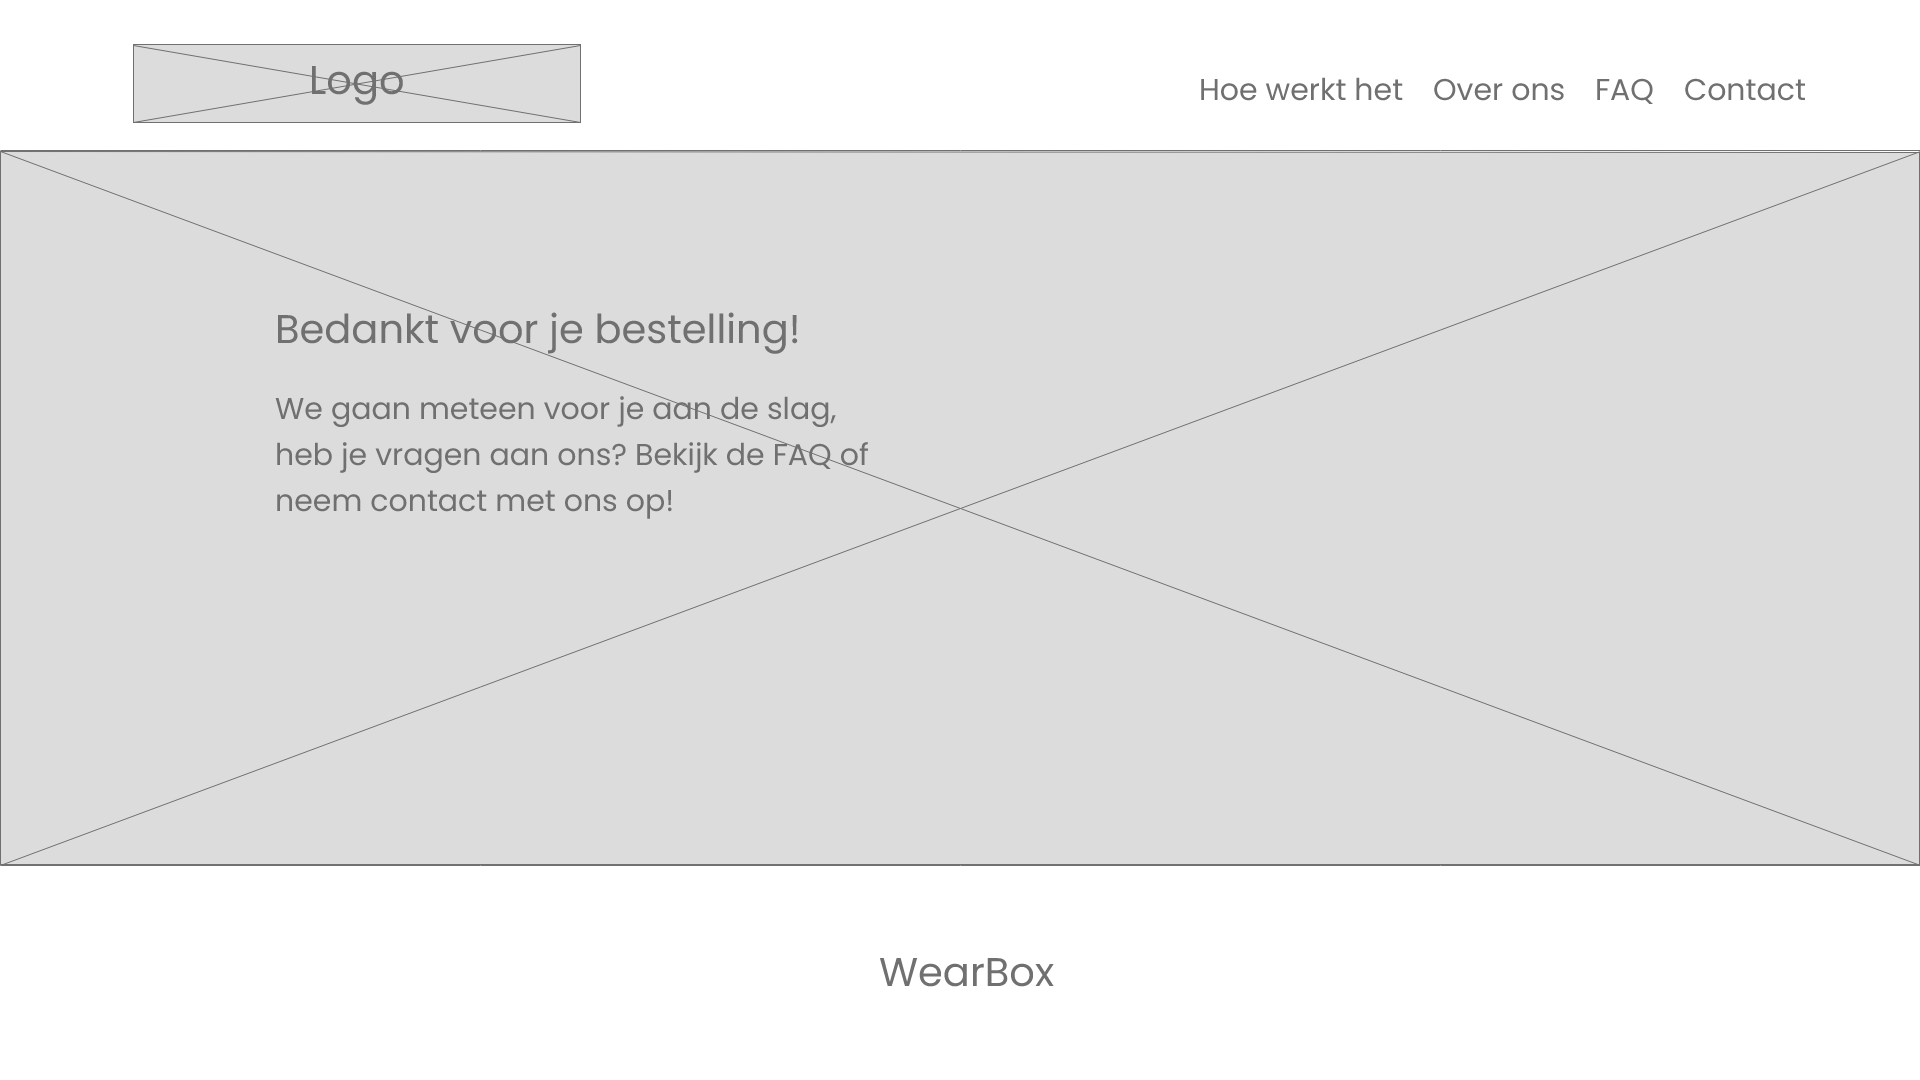 Logo
Hoe werkt het Over ons FAQ Contact
Bedankt voor je bestelling!
We gaan meteen voor je aan de slag,
heb je vragen aan ons? Bekijk de FAQ of
neem contact met ons op!
WearBox